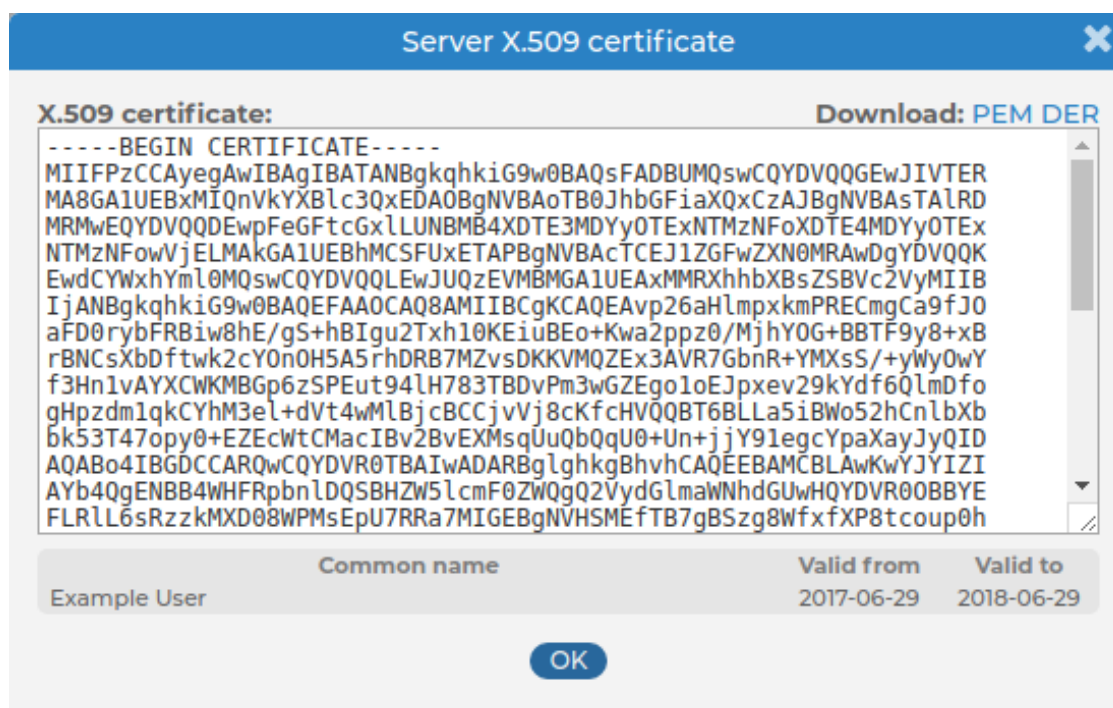 Server X.509 certificate
X.509 certificate: Download: PEM DER
-----BEGIN CERTIFICATE-----
MIIFPzCCAyegAwIBAgIBATANBgkqhkiG9w0BAQsFADBUMQswCQYDVQQGEwJIVTER
MA8GA1UEBxMIQnVkYXBlc3QxEDAOBgNVBAoTB0JhbGFiaXQxCzAJBgNVBAsTAlRD
MRMwEQYDVQQDEwpFeGFtcGxlLUNBMB4XDTE3MDYyOTExNTMzNFoXDTE4MDYyOTEx
NTMzNFowVjELMAkGA1UEBhMCSFUxETAPBgNVBAcTCEJ1ZGFwZXN0MRAwDgYDVQQK
EwdCYWxhYml0MQswCQYDVQQLEwJUQzEVMBMGA1UEAxMMRXhhbXBsZSBVc2VyMIIB
IjANBgkqhkiG9w0BAQEFAAOCAQ8AMIIBCgKCAQEAvp26aHlmpxkmPRECmgCa9fJO
aFD0rybFRBiw8hE/gS+hBIgu2Txh10KEiuBEo+Kwa2ppz0/MjhYOG+BBTF9y8+xB
rBNCsXbDftwk2cYOnOH5A5rhDRB7MZvsDKKVMQZEx3AVR7GbnR+YMXsS/+yWyOwY
f3Hn1vAYXCWKMBGp6zSPEut94lH783TBDvPm3wGZEgo1oEJpxev29kYdf6QlmDfo
gHpzdm1qkCYhM3el+dVt4wMlBjcBCCjvVj8cKfcHVQQBT6BLLa5iBWo52hCnlbXb
bk53T47opy0+EZEcWtCMacIBv2BvEXMsqUuQbQqU0+Un+jjY91egcYpaXayJyQID
AQABo4IBGDCCARQwCQYDVR0TBAIwADARBglghkgBhvhCAQEEBAMCBLAwKwYJYIZI
AYb4QgENBB4WHFRpbnlDQSBHZW5lcmF0ZWQgQ2VydGlmaWNhdGUwHQYDVR0OBBYE
FLRlL6sRzzkMXD08WPMsEpU7RRa7MIGEBgNVHSMEfTB7gBSzg8WfxfXP8tcoup0h
Common name Valid from Valid to
Example User 2017-06-29 2018-06-29
OK